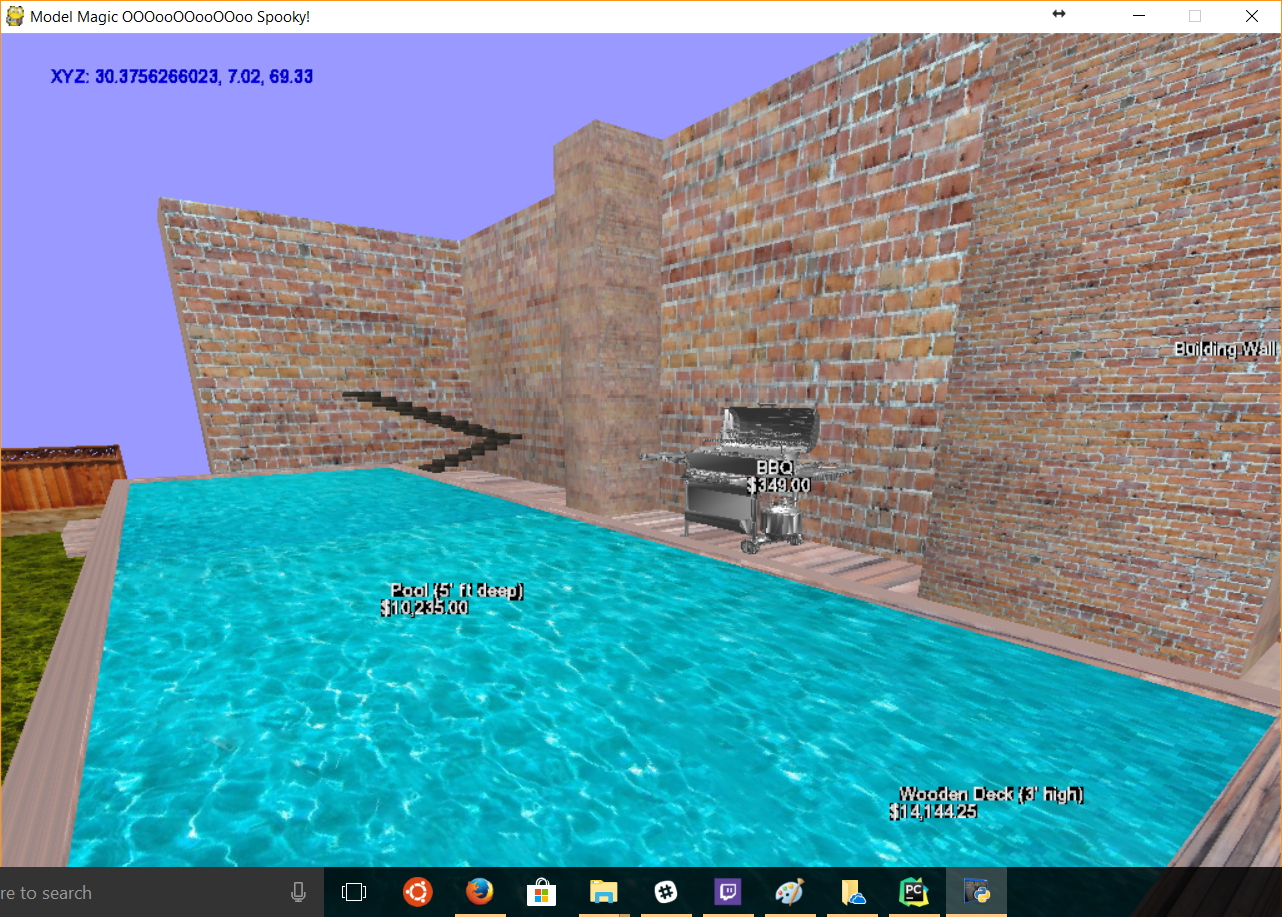 Model Magic OOOooOOooOOoo Spooky!
XYZ: 30.3756266023, 7.02, 69.33
Building Wall
BBQ
$349.00
Pool (5' ft deep)
$10,235.00
Wooden Deck (3' high)
$14,144.25
re to search
PC